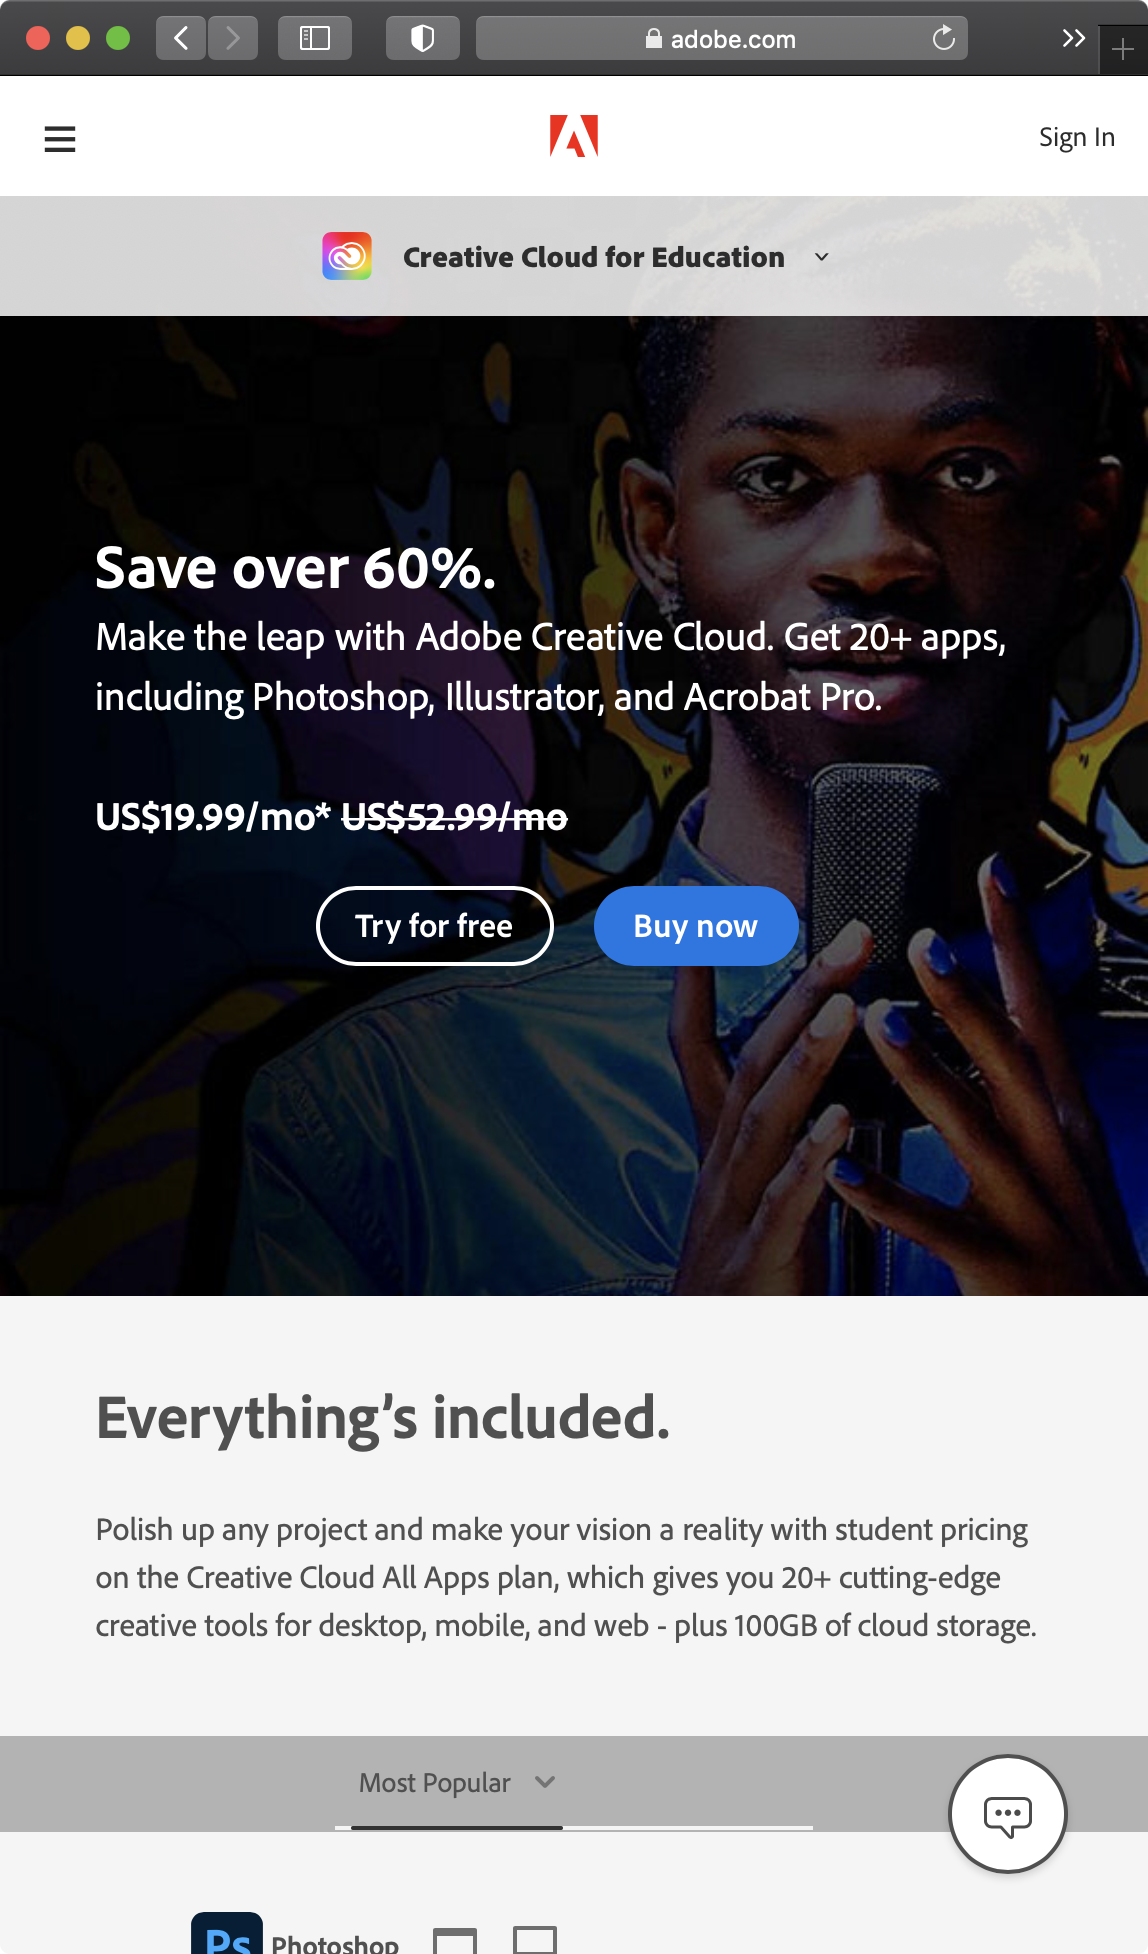 adobe.com
Sign In
Creative Cloud for Education
Save over 60%.
Make the leap with Adobe Creative Cloud. Get 20+ apps,
including Photoshop, Illustrator, and Acrobat Pro.
US$19.99/mo* US$52.99/mo
Try for free
Buy now
Everything’s included.
Polish up any project and make your vision a reality with student pricing
on the Creative Cloud All Apps plan, which gives you 20+ cutting-edge
creative tools for desktop, mobile, and web - plus 100GB of cloud storage.
Most Popular
Ps Photoshop